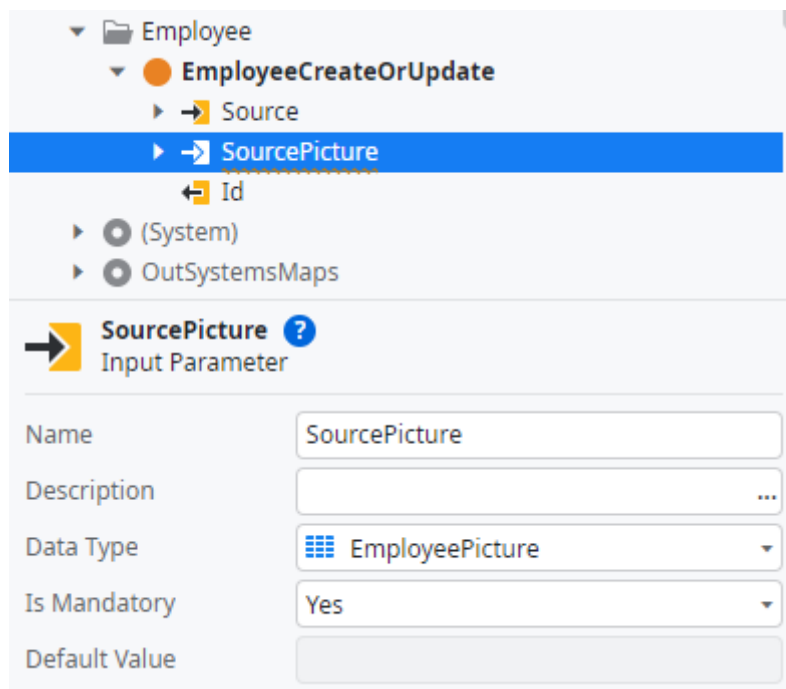 Employee
EmployeeCreateOrUpdate
Source
SourcePicture
Id
(System)
OutSystemsMaps
SourcePicture ?
Input Parameter
Name SourcePicture
Description ...
Data Type EmployeePicture
Is Mandatory Yes
Default Value